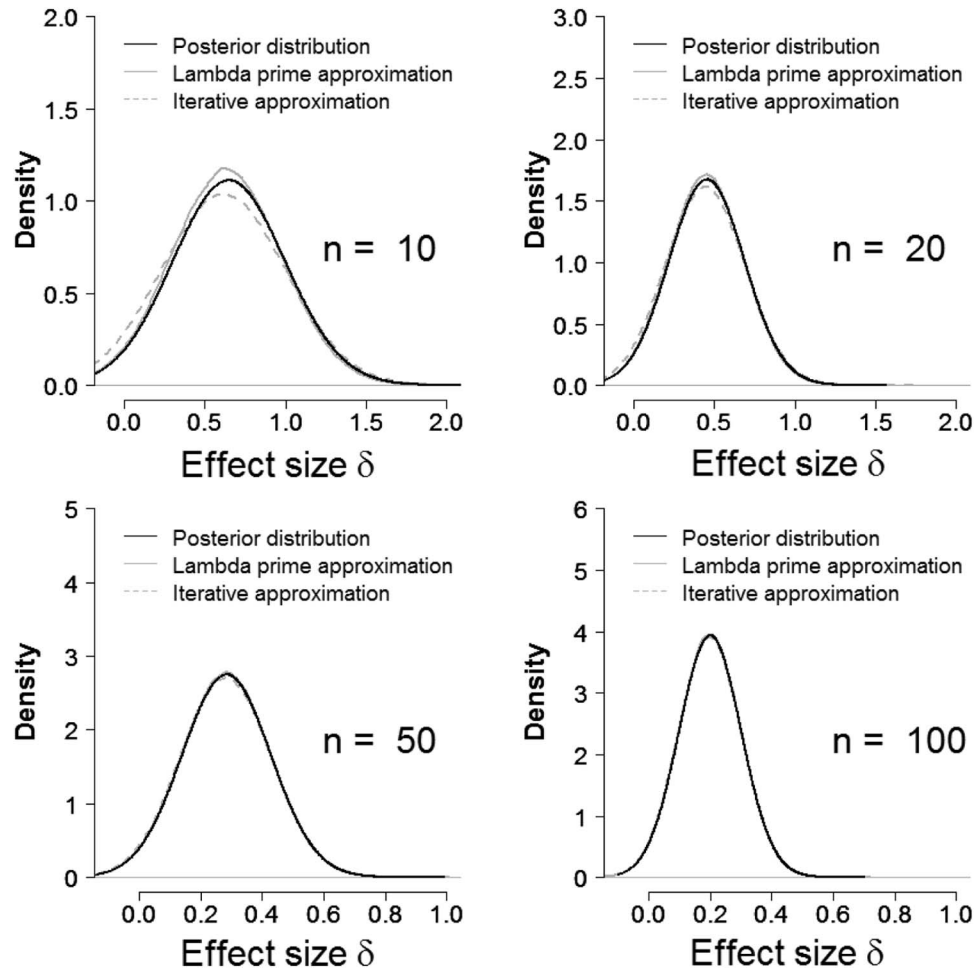 2.0
1.5
1.0
0.5
0.0
Density
Posterior distribution
Lambda prime approximation
Iterative approximation
n = 10
0.0 0.5 1.0 1.5 2.0
Effect size δ
3.0
2.5
2.0
1.5
1.0
0.5
0.0
Density
Posterior distribution
Lambda prime approximation
Iterative approximation
n = 20
0.0 0.5 1.0 1.5 2.0
Effect size δ
5
4
3
2
1
0
Density
Posterior distribution
Lambda prime approximation
Iterative approximation
n = 50
0.0 0.2 0.4 0.6 0.8 1.0
Effect size δ
6
5
4
3
2
1
0
Density
Posterior distribution
Lambda prime approximation
Iterative approximation
n = 100
0.0 0.2 0.4 0.6 0.8 1.0
Effect size δ